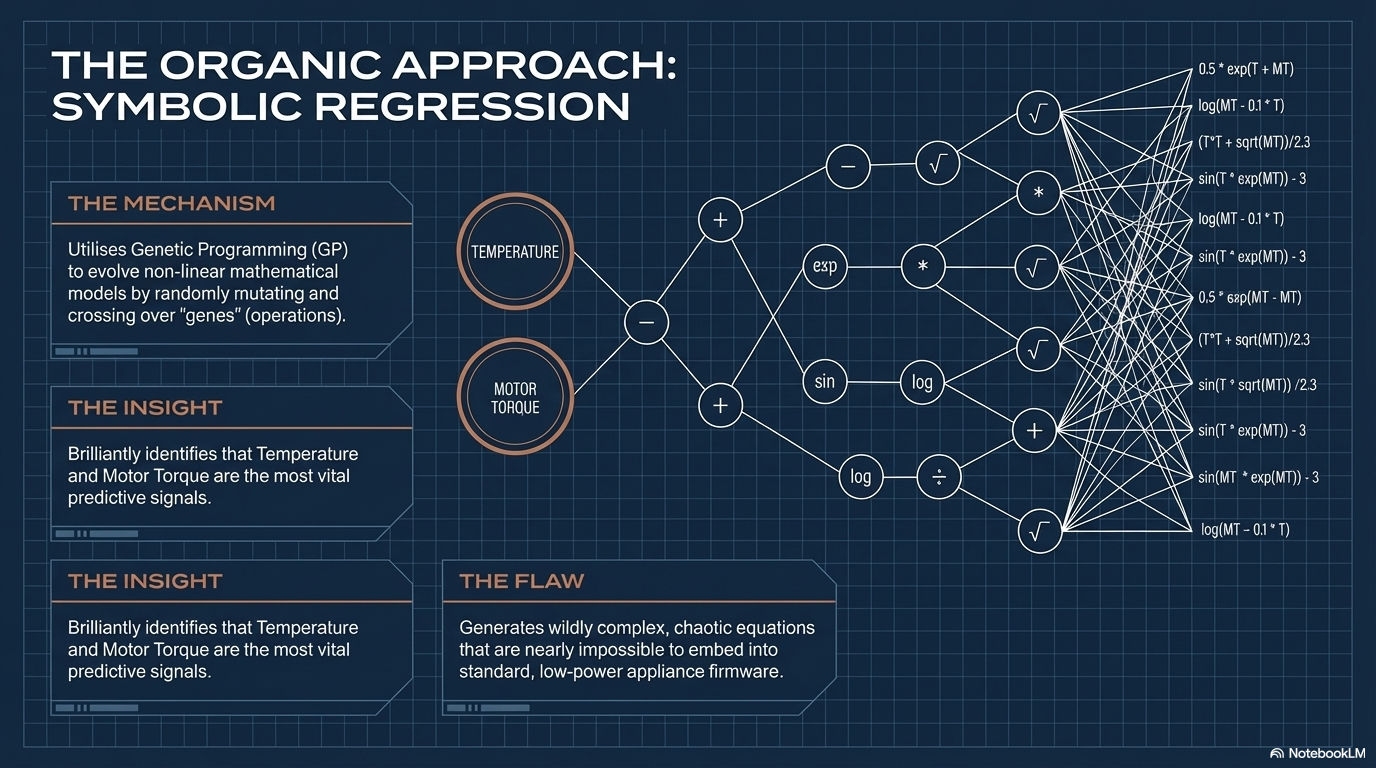 THE ORGANIC APPROACH:
SYMBOLIC REGRESSION
THE MECHANISM
Utilises Genetic Programming (GP)
to evolve non-linear mathematical
models by randomly mutating and
crossing over "genes" (operations).
THE INSIGHT
Brilliantly identifies that Temperature
and Motor Torque are the most vital
predictive signals.
THE INSIGHT
Brilliantly identifies that Temperature
and Motor Torque are the most vital
predictive signals.
THE FLAW
Generates wildly complex, chaotic equations
that are nearly impossible to embed into
standard, low-power appliance firmware.
TEMPERATURE
MOTOR
TORQUE
−
+
+
−
√
sin
log
log
÷
*
√
*
√
√
+
√
0.5 * exp(T + MT)
log(MT - 0.1 * T)
(T*T + sqrt(MT))/2.3
sin(T * exp(MT)) - 3
log(MT - 0.1 * T)
sin(T * exp(MT)) - 3
0.5 * (MT - MT)
(T*T + sqrt(MT))/2.3
sin(T * sqrt(MT)) /2.3
sin(T * exp(MT)) - 3
sin(MT * exp(MT)) - 3
log(MT – 0.1 * T)
NotebookLM